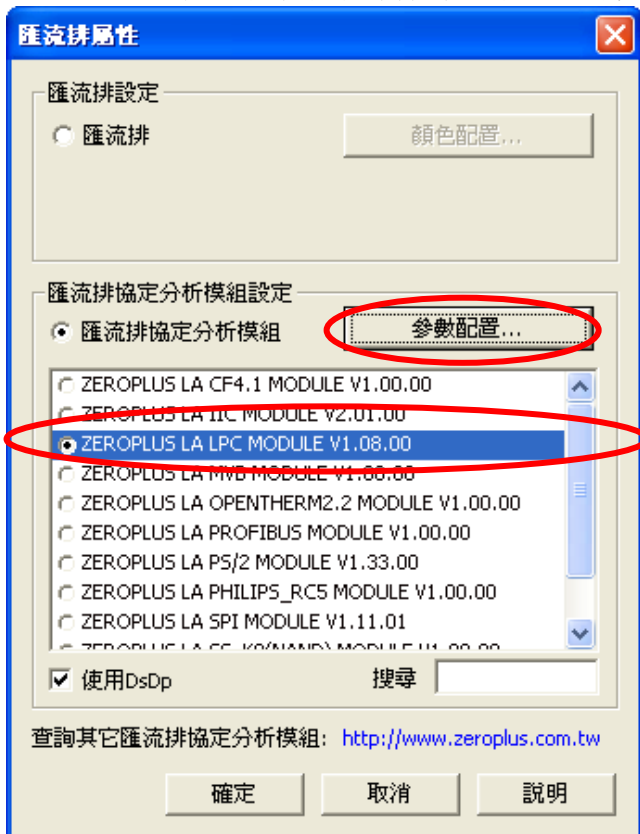 匯流排屬性
匯流排設定
匯流排
顏色配置...
匯流排協定分析模組設定
匯流排協定分析模組
參數配置...
ZEROPLUS LA CF4.1 MODULE V1.00.00
ZEROPLUS LA IIC MODULE V2.01.00
ZEROPLUS LA LPC MODULE V1.08.00
ZEROPLUS LA MVB MODULE V1.00.00
ZEROPLUS LA OPENTHERM2.2 MODULE V1.00.00
ZEROPLUS LA PROFIBUS MODULE V1.00.00
ZEROPLUS LA PS/2 MODULE V1.33.00
ZEROPLUS LA PHILIPS_RC5 MODULE V1.00.00
ZEROPLUS LA SPI MODULE V1.11.01
ZEROPLUS LA MODULE
使用DsDp
搜尋
查詢其它匯流排協定分析模組: http://www.zeroplus.com.tw
確定
取消
說明